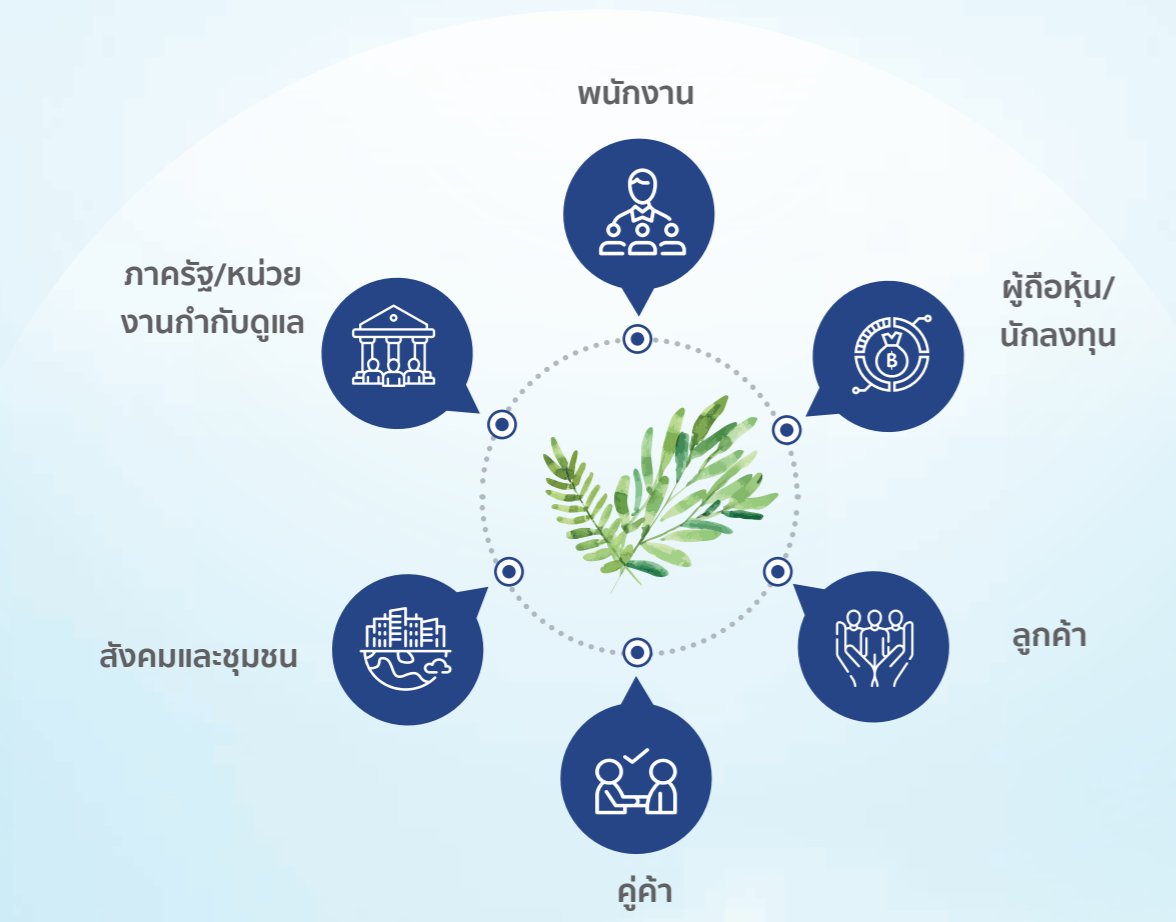 พนักงาน
ภาครัฐ/หน่วย
งานกำกับดูแล
ผู้ถือหุ้น/
นักลงทุน
฿
สังคมและชุมชน
ลูกค้า
คู่ค้า